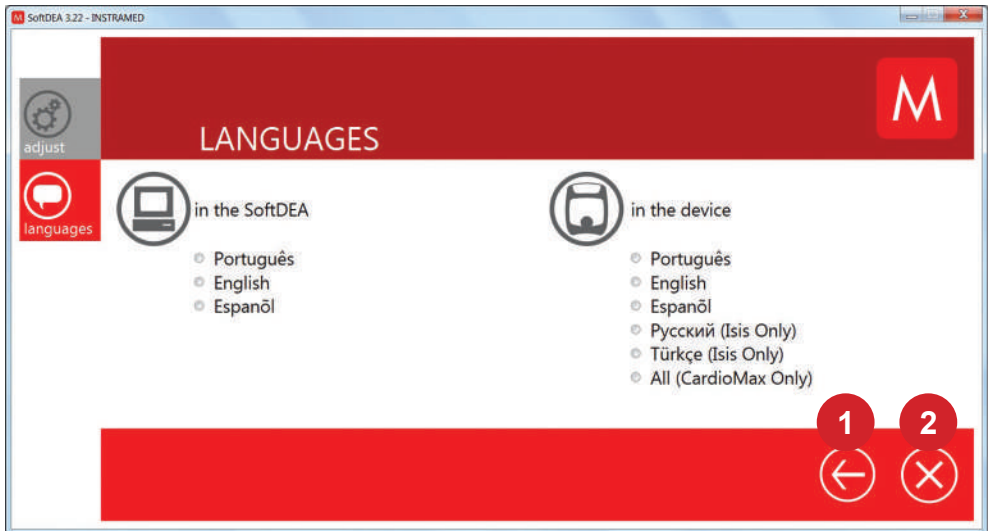 M SoftDEA 3.22 - INSTRAMED
M
adjust
LANGUAGES
languages
in the SoftDEA
Português
English
Espanõl
in the device
Português
English
Espanõl
Русский (Isis Only)
Türkçe (Isis Only)
All (CardioMax Only)
1
2